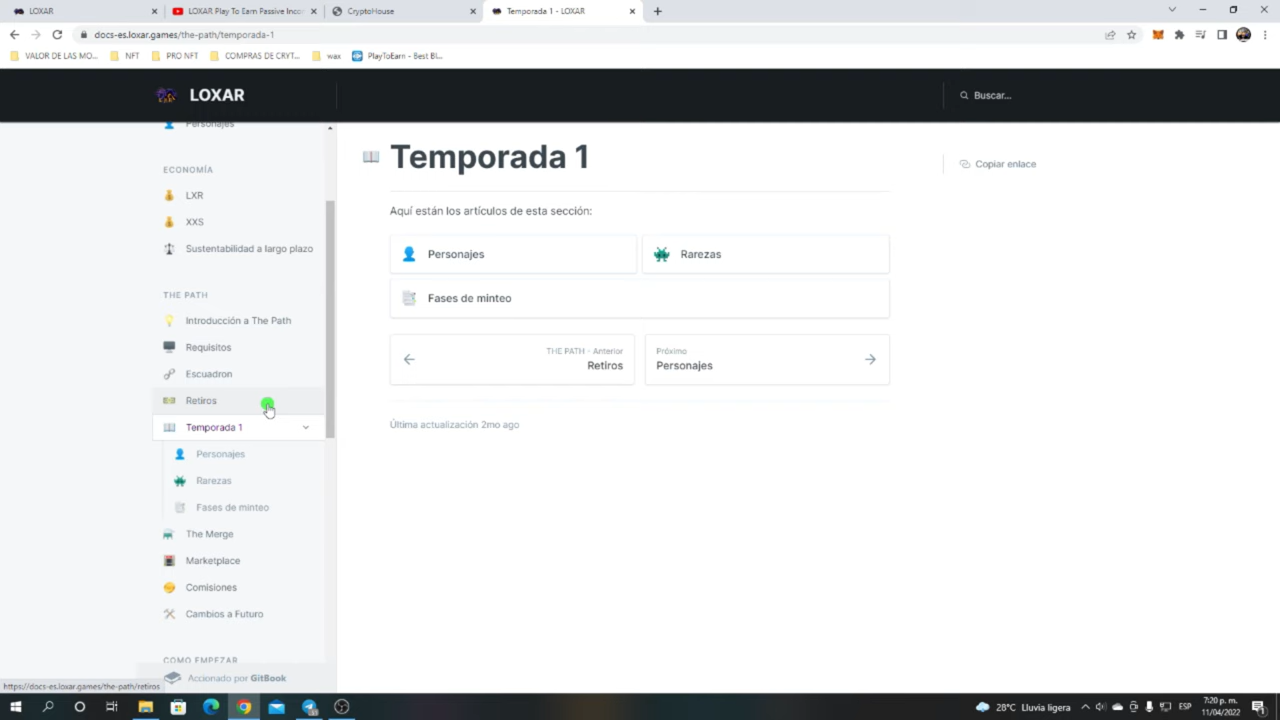 LOXAR
LOXAR Play To Earn Passive Inco
CryptoHouse
Temporada 1 - LOXAR
docs-es.loxar.games/the-path/temporada-1
VALOR DE LAS MO...
NFT
PRO NFT
COMPRAS DE CRYT...
wax
PlayToEarn - Best Bl...
LOXAR
Buscar...
Personajes
ECONOMÍA
LXR
XXS
Sustentabilidad a largo plazo
THE PATH
Introducción a The Path
Requisitos
Escuadron
Retiros
Temporada 1
Personajes
Rarezas
Fases de minteo
The Merge
Marketplace
Comisiones
Cambios a Futuro
COMO EMPEZAR
Accionado por GitBook
Temporada 1
Copiar enlace
Aquí están los artículos de esta sección:
Personajes
Rarezas
Fases de minteo
THE PATH - Anterior
Retiros
Próximo
Personajes
Última actualización 2mo ago
https://docs-es.loxar.games/the-path/retiros
28°C Lluvia ligera
ESP
7:20 p. m.
11/04/2022